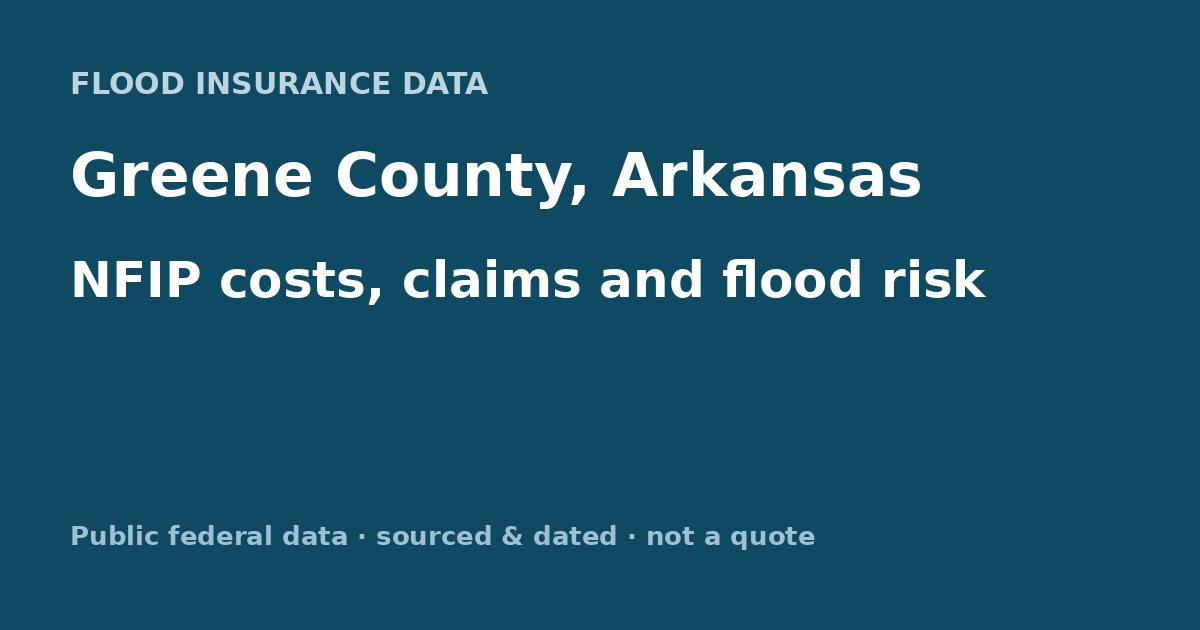 FLOOD INSURANCE DATA
Greene County, Arkansas
NFIP costs, claims and flood risk
Public federal data · sourced & dated · not a quote